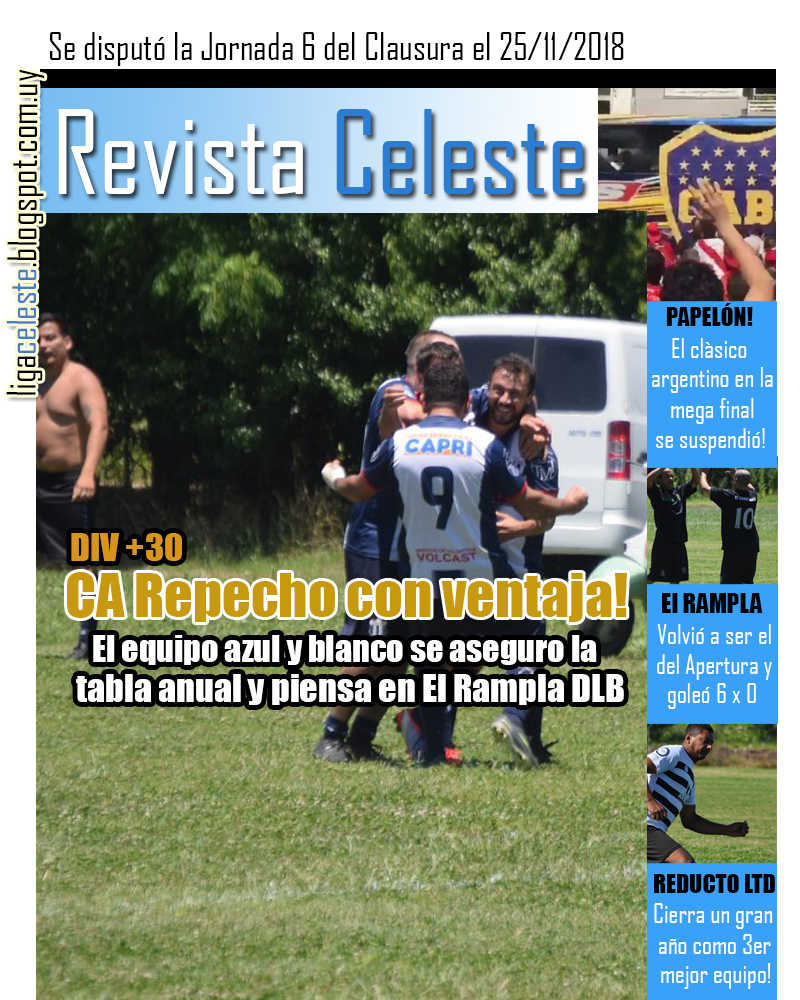 Se disputó la Jornada 6 del Clausura el 25/11/2018
ligaceleste.blogspot.com.uy
Revista Celeste
CAB
PAPELÓN!
El clàsico
argentino en la
mega final
se suspendió!
CAPRI
9
VOLCAST
10
DIV +30
CA Repecho con ventaja!
El equipo azul y blanco se aseguro la
tabla anual y piensa en El Rampla DLB
El RAMPLA
Volvió a ser el
del Apertura y
goleó 6 x 0
REDUCTO LTD
Cierra un gran
año como 3er
mejor equipo!